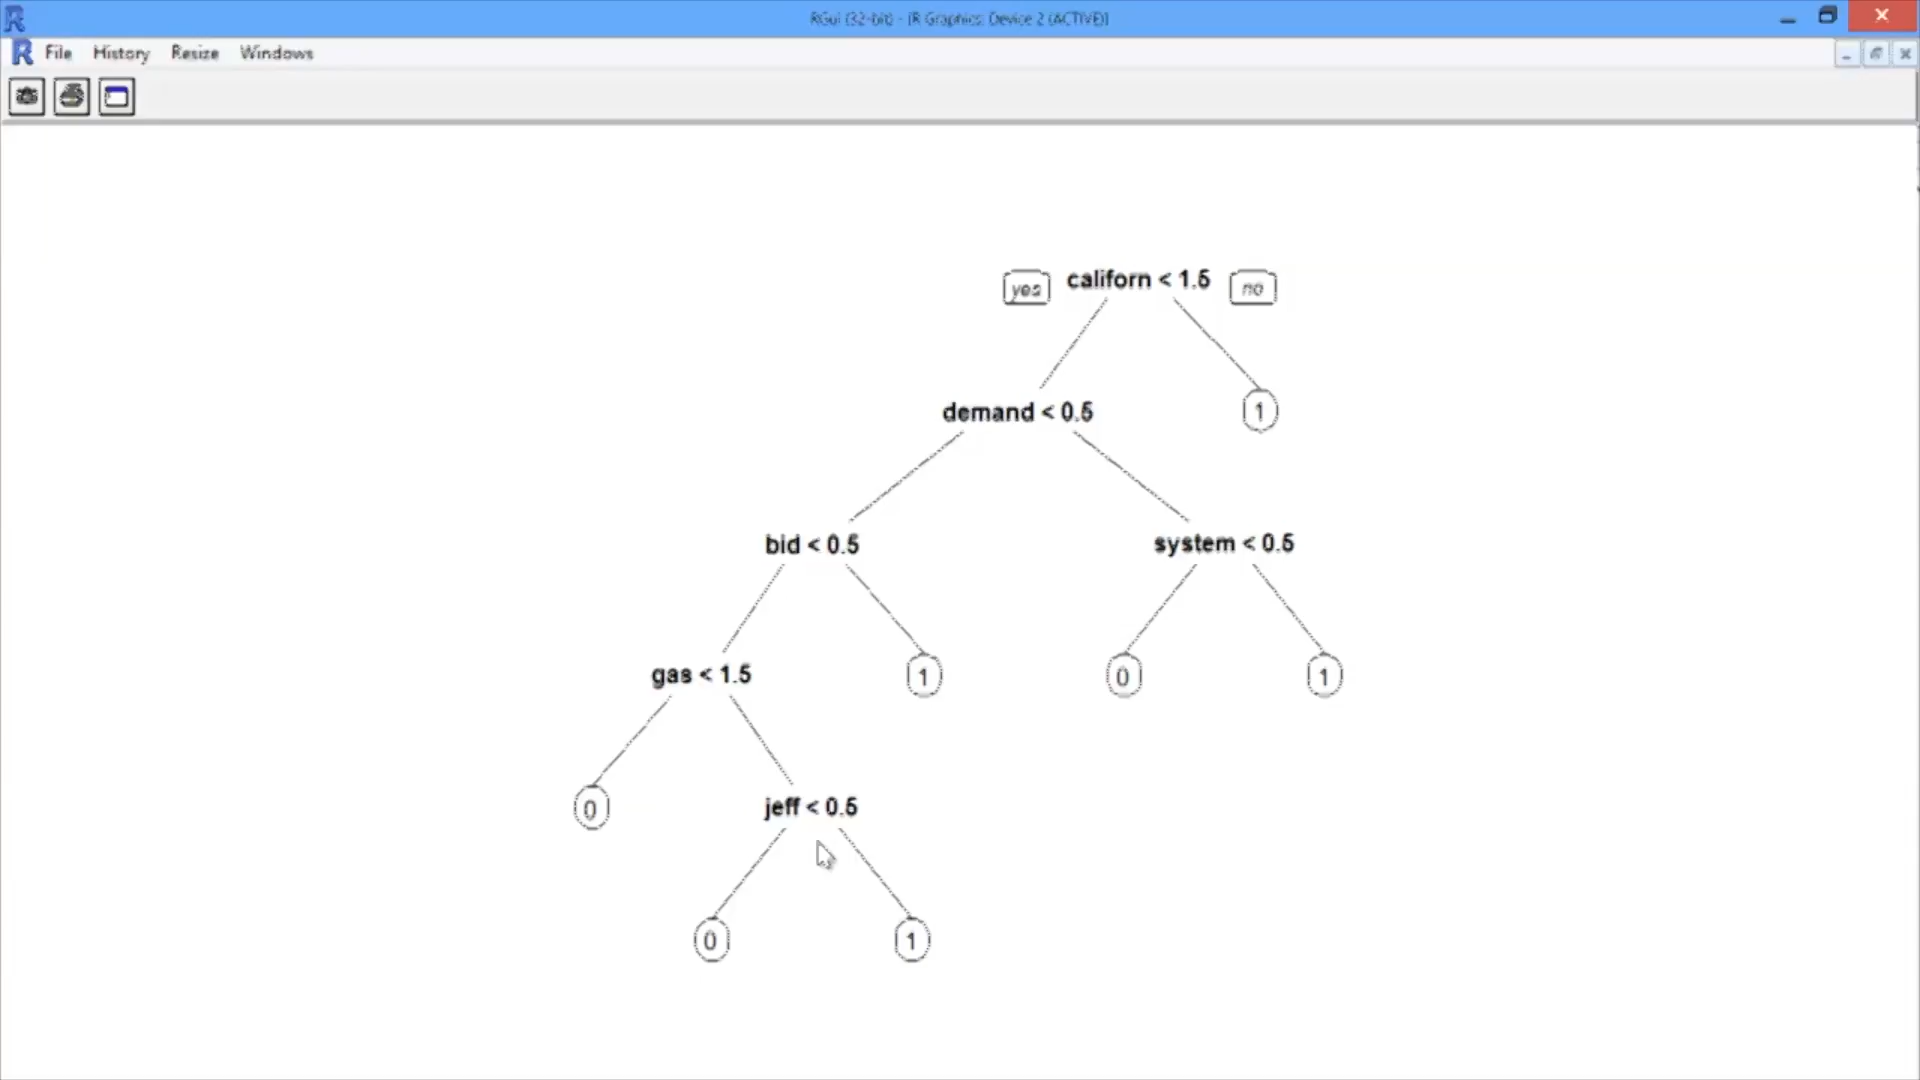 RGui (32-bit) - [R Graphics: Device 2 (ACTIVE)]
File History Resize Windows
yes californ < 1.5 no
demand < 0.5 1
bid < 0.5 system < 0.5
gas < 1.5 1 0 1
0 jeff < 0.5
0 1